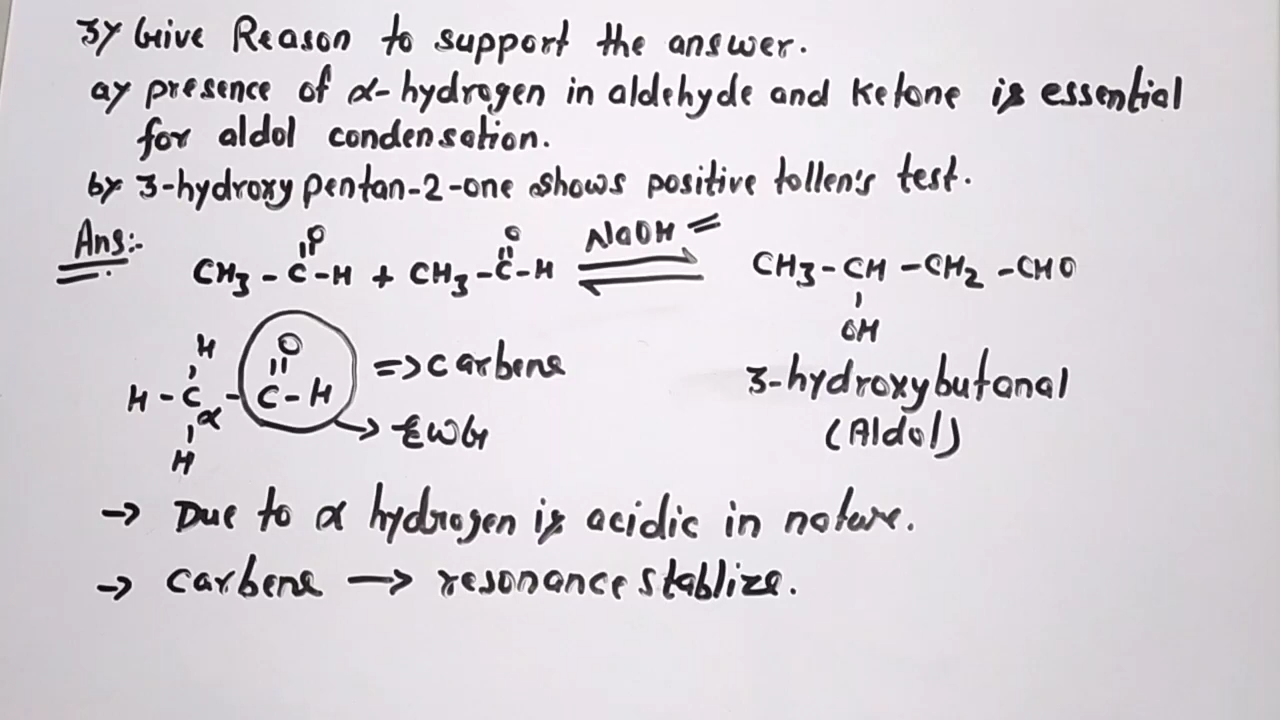 3) Give Reason to support the answer.
a) presence of α-hydrogen in aldehyde and Ketone is essential
for aldol condensation.
b) 3-hydroxy pentan-2-one shows positive tollen's test.
Ans:-
O O NaOH
CH3 - C - H + CH3 - C - H ⇌ CH3 - CH - CH2 - CHO
OH
H O => carbene
H - C - C - H 3-hydroxybutanal
α → EWG (Aldol)
H
→ Due to α hydrogen is acidic in nature.
→ carbene → resonance stablize.